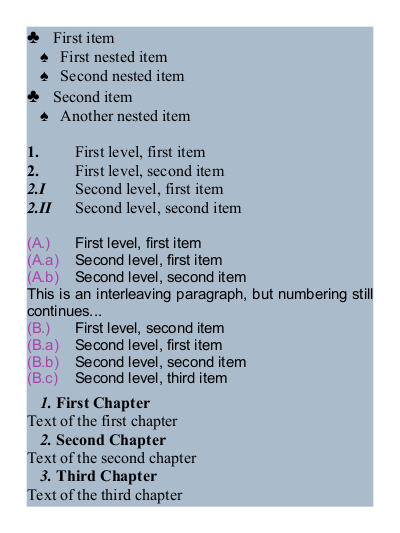 ♣ First item
♠ First nested item
♠ Second nested item
♣ Second item
♠ Another nested item
1. First level, first item
2. First level, second item
2.I Second level, first item
2.II Second level, second item
(A.) First level, first item
(A.a) Second level, first item
(A.b) Second level, second item
This is an interleaving paragraph, but numbering still
continues...
(B.) First level, second item
(B.a) Second level, first item
(B.b) Second level, second item
(B.c) Second level, third item
1. First Chapter
Text of the first chapter
2. Second Chapter
Text of the second chapter
3. Third Chapter
Text of the third chapter